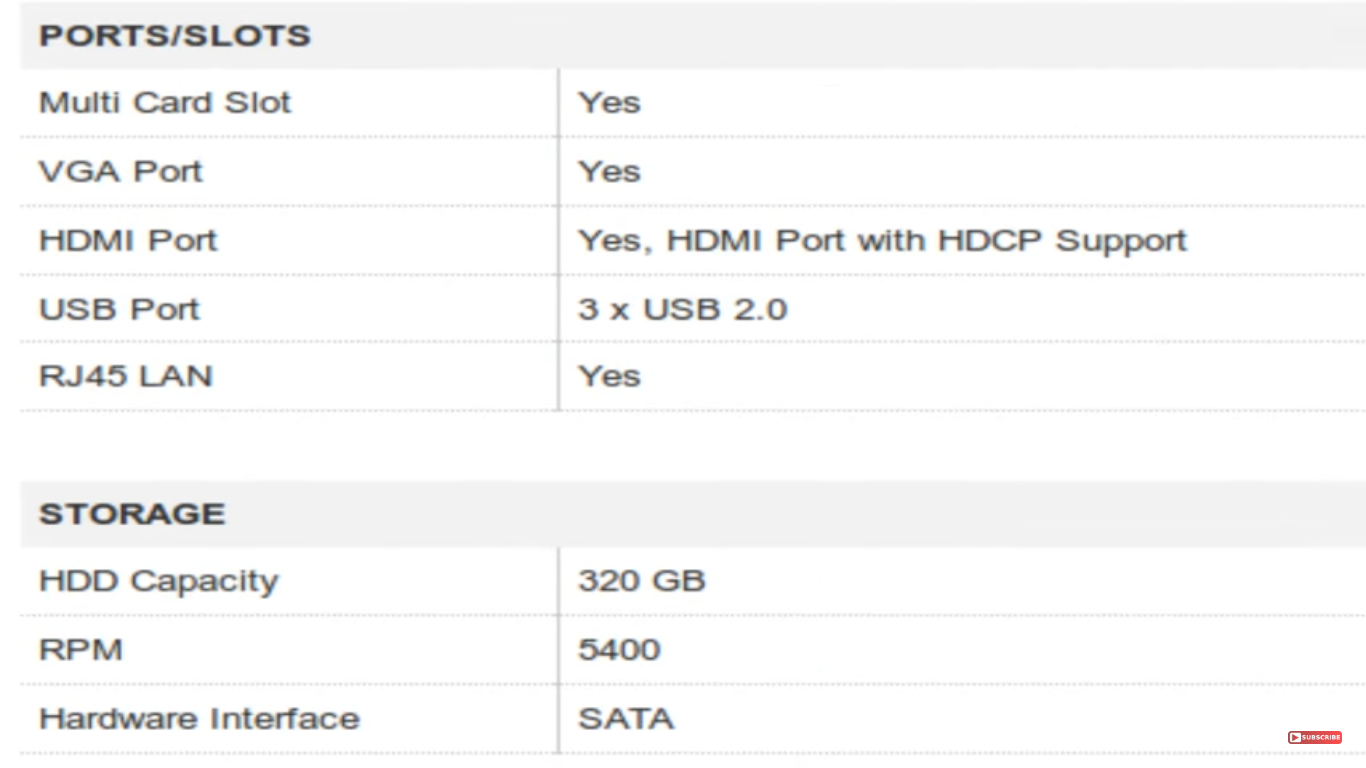 PORTS/SLOTS
Multi Card Slot Yes
VGA Port Yes
HDMI Port Yes, HDMI Port with HDCP Support
USB Port 3 x USB 2.0
RJ45 LAN Yes
STORAGE
HDD Capacity 320 GB
RPM 5400
Hardware Interface SATA
SUBSCRIBE